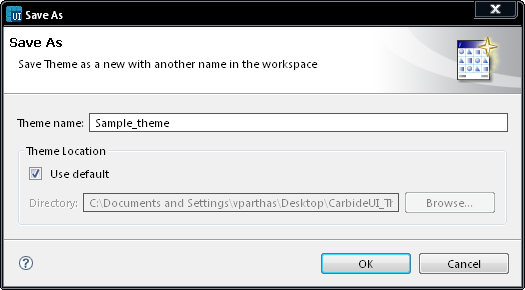 UI Save As
Save As
Save Theme as a new with another name in the workspace
Theme name: Sample_theme
Theme Location
Use default
Directory: C:\Documents and Settings\vparthas\Desktop\CarbideUI_Th Browse...
? OK Cancel